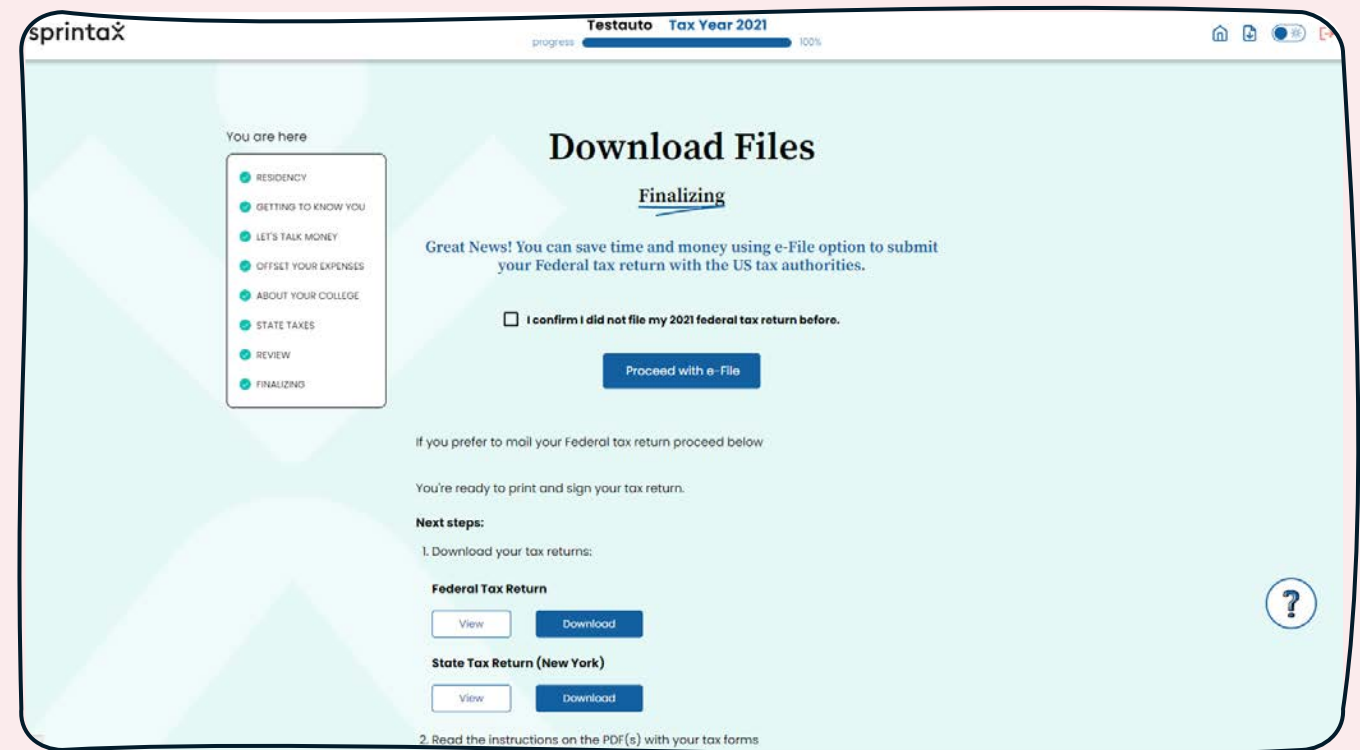 sprintax
Testauto Tax Year 2021
progress 100%
You are here
RESIDENCY
GETTING TO KNOW YOU
LET'S TALK MONEY
OFFSET YOUR EXPENSES
ABOUT YOUR COLLEGE
STATE TAXES
REVIEW
FINALIZING
Download Files
Finalizing
Great News! You can save time and money using e-File option to submit
your Federal tax return with the US tax authorities.
I confirm I did not file my 2021 federal tax return before.
Proceed with e-File
If you prefer to mail your Federal tax return proceed below
You're ready to print and sign your tax return.
Next steps:
1. Download your tax returns:
Federal Tax Return
View Download
State Tax Return (New York)
View Download
2. Read the instructions on the PDF(s) with your tax forms
?